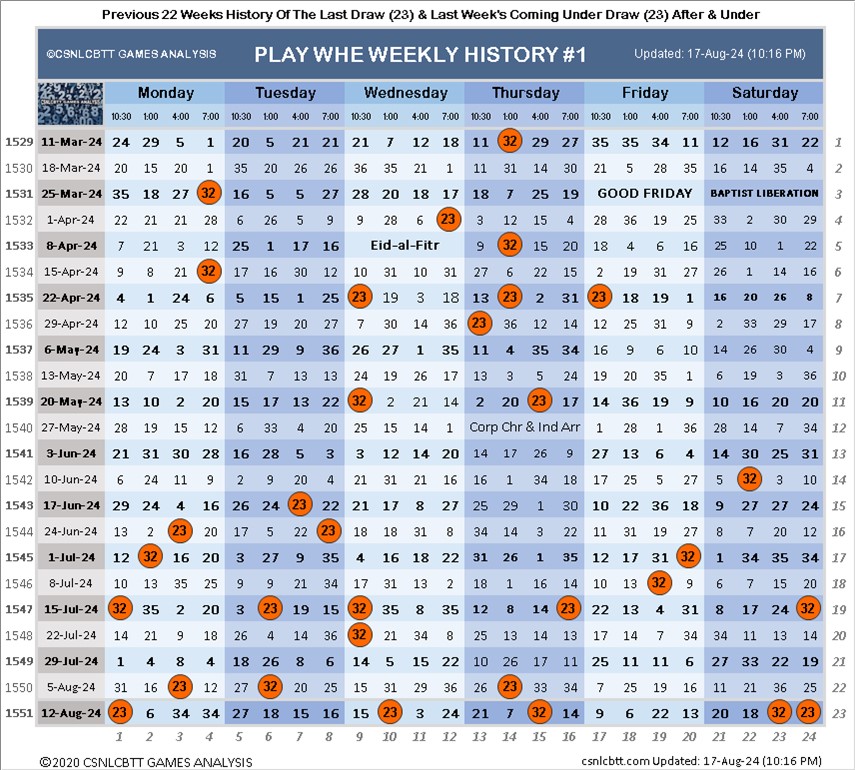 Previous 22 Weeks History Of The Last Draw (23) & Last Week's Coming Under Draw (23) After & Under
©CSNLCBTT GAMES ANALYSIS PLAY WHE WEEKLY HISTORY #1 Updated: 17-Aug-24 (10:16 PM)
Monday Tuesday Wednesday Thursday Friday Saturday
10:30 1:00 4:00 7:00 10:30 1:00 4:00 7:00 10:30 1:00 4:00 7:00 10:30 1:00 4:00 7:00 10:30 1:00 4:00 7:00 10:30 1:00 4:00 7:00
1529 11-Mar-24 24 29 5 1 20 5 21 21 21 7 12 18 11 32 29 27 35 35 34 11 12 16 31 22 1
1530 18-Mar-24 20 15 20 1 35 20 26 26 36 35 21 1 11 31 14 30 21 5 28 35 16 14 35 4 2
1531 25-Mar-24 35 18 27 32 16 5 5 27 28 20 18 17 18 7 25 19 GOOD FRIDAY BAPTIST LIBERATION 3
1532 1-Apr-24 22 21 21 28 6 26 5 9 9 28 6 23 3 12 15 4 28 36 19 25 33 2 30 29 4
1533 8-Apr-24 7 21 3 12 25 1 17 16 Eid-al-Fitr 9 32 15 20 18 4 6 16 25 10 1 22 5
1534 15-Apr-24 9 8 21 32 17 16 30 12 10 31 10 31 27 6 22 15 2 19 31 27 26 1 14 16 6
1535 22-Apr-24 4 1 24 6 5 15 1 25 23 19 3 18 13 23 2 31 23 18 19 1 16 20 26 8 7
1536 29-Apr-24 12 10 25 20 27 19 20 27 7 30 14 36 23 36 12 14 12 25 31 9 2 33 29 17 8
1537 6-May-24 19 24 3 31 11 29 9 36 26 27 1 35 11 4 35 34 16 9 6 10 14 26 30 4 9
1538 13-May-24 20 7 17 18 31 7 13 13 24 19 26 17 13 3 5 24 19 20 35 1 6 19 3 36 10
1539 20-May-24 13 10 2 20 15 17 13 22 32 2 21 14 2 20 23 17 14 36 19 9 10 16 20 20 11
1540 27-May-24 28 19 15 12 6 33 4 20 25 15 14 1 Corp Chr & Ind Arr 1 28 1 36 28 14 7 34 12
1541 3-Jun-24 21 31 30 28 16 28 5 3 3 12 14 20 14 17 26 9 27 13 6 4 14 30 25 31 13
1542 10-Jun-24 6 24 11 9 2 9 20 4 21 31 21 16 16 1 34 18 17 25 5 27 5 32 3 10 14
1543 17-Jun-24 29 24 4 16 26 24 23 22 21 17 8 27 25 29 1 30 10 22 36 18 9 27 27 24 15
1544 24-Jun-24 13 2 23 20 17 5 22 23 18 18 31 8 34 14 3 22 11 31 19 27 8 7 20 12 16
1545 1-Jul-24 12 32 16 20 3 27 9 35 4 16 18 22 31 26 1 35 12 17 31 32 1 34 35 34 17
1546 8-Jul-24 10 13 35 25 9 9 21 34 17 31 13 2 18 1 16 14 10 13 32 9 6 7 15 20 18
1547 15-Jul-24 32 35 2 20 3 23 19 15 32 35 8 35 12 8 14 23 22 13 4 31 8 17 24 32 19
1548 22-Jul-24 14 21 9 18 26 4 14 36 32 21 34 8 25 13 13 13 17 14 7 34 34 11 13 14 20
1549 29-Jul-24 1 4 8 4 18 26 8 6 14 5 15 22 10 26 11 17 25 11 11 6 27 33 22 19 21
1550 5-Aug-24 31 16 23 12 27 32 20 25 15 31 29 36 26 23 33 34 7 25 19 16 11 21 36 25 22
1551 12-Aug-24 23 6 34 34 27 18 15 16 15 23 3 24 21 7 32 14 9 6 22 13 20 18 23 23 23
1 2 3 4 5 6 7 8 9 10 11 12 13 14 15 16 17 18 19 20 21 22 23 24
©2020 CSNLCBTT GAMES ANALYSIS csnlcbtt.com Updated: 17-Aug-24 (10:16 PM)